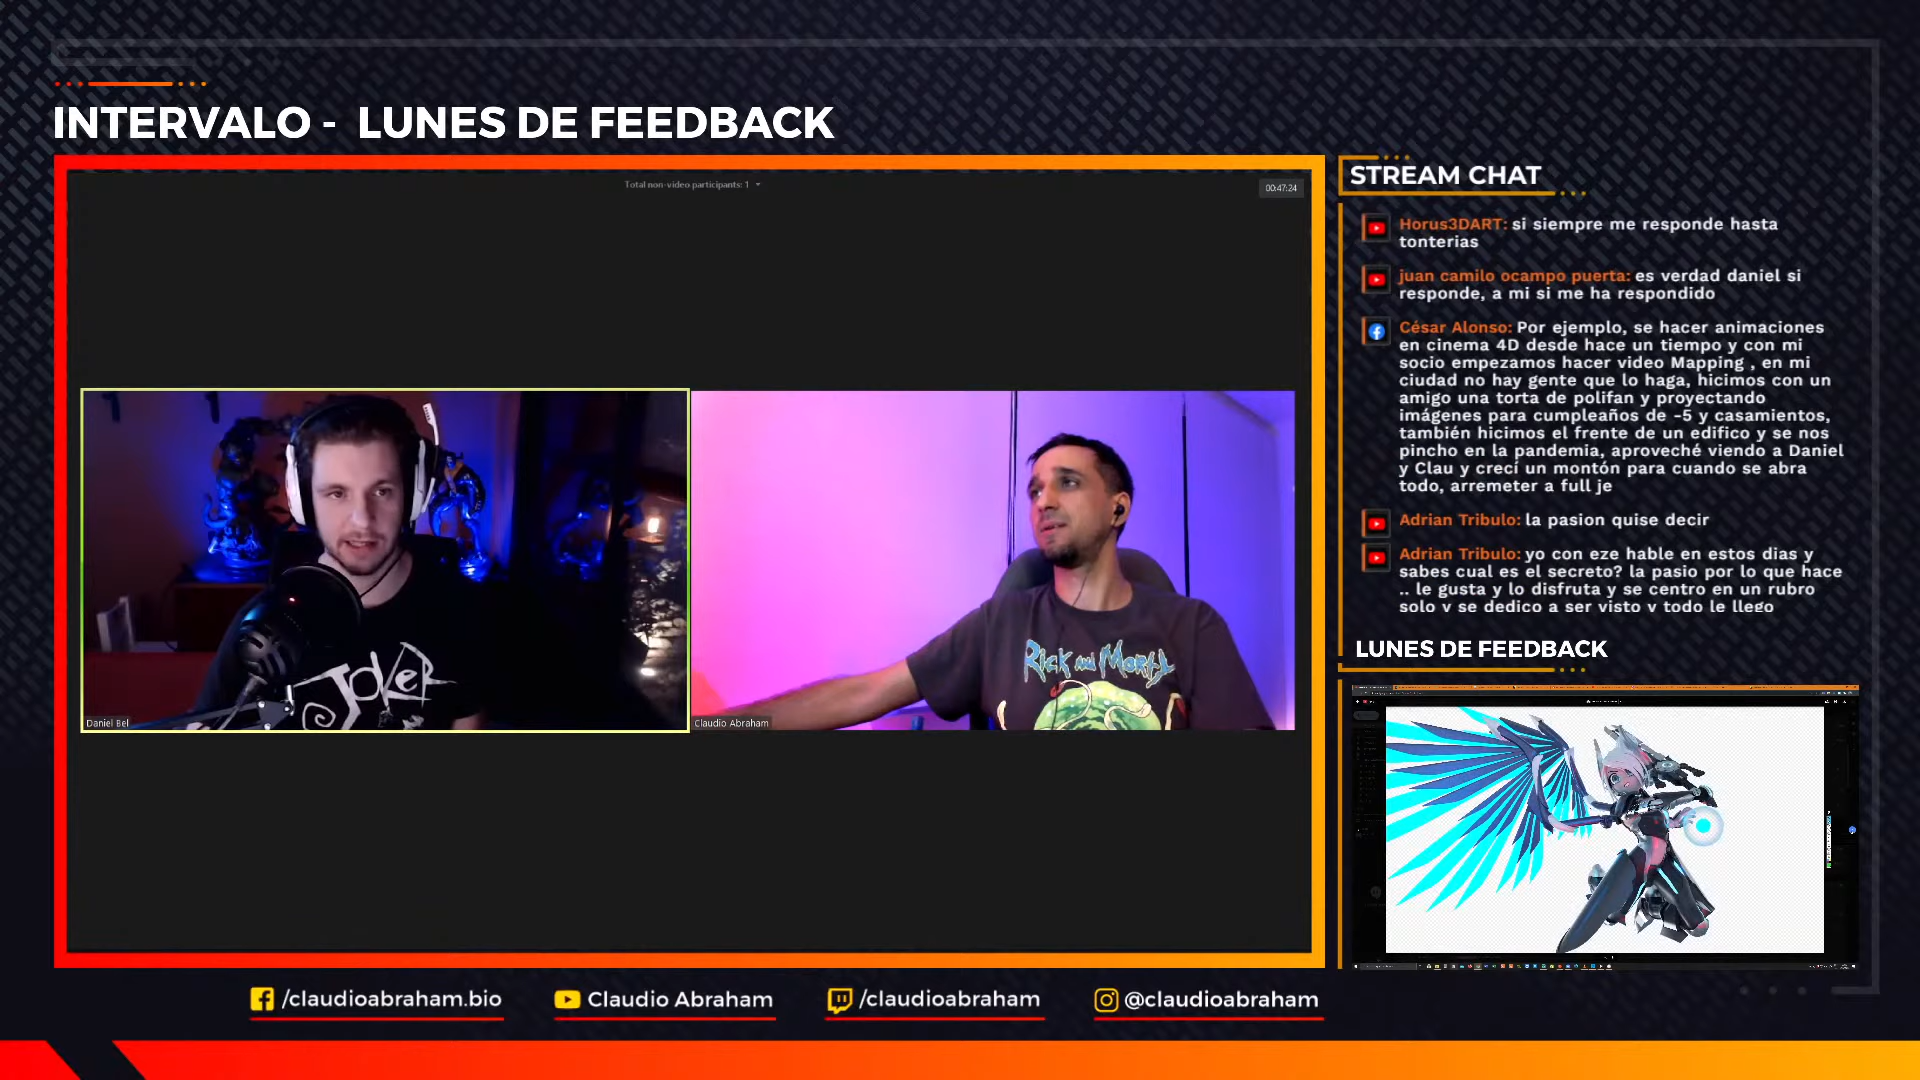 INTERVALO - LUNES DE FEEDBACK
Total non-video participants: 1
00:47:24
JOKER
Daniel Bel
Rick and Morty
Claudio Abraham
STREAM CHAT
Horus3DART: si siempre me responde hasta
tonterias
juan camilo ocampo puerta: es verdad daniel si
responde, a mi si me ha respondido
César Alonso: Por ejemplo, se hacer animaciones
en cinema 4D desde hace un tiempo y con mi
socio empezamos hacer video Mapping , en mi
ciudad no hay gente que lo haga, hicimos con un
amigo una torta de polifan y proyectando
imágenes para cumpleaños de -5 y casamientos,
también hicimos el frente de un edifico y se nos
pincho en la pandemia, aproveché viendo a Daniel
y Clau y crecí un montón para cuando se abra
todo, arremeter a full je
Adrian Tribulo: la pasion quise decir
Adrian Tribulo: yo con eze hable en estos dias y
sabes cual es el secreto? la pasio por lo que hace
.. le gusta y lo disfruta y se centro en un rubro
solo y se dedico a ser visto y todo le llego
LUNES DE FEEDBACK
/claudioabraham.bio
Claudio Abraham
/claudioabraham
@claudioabraham